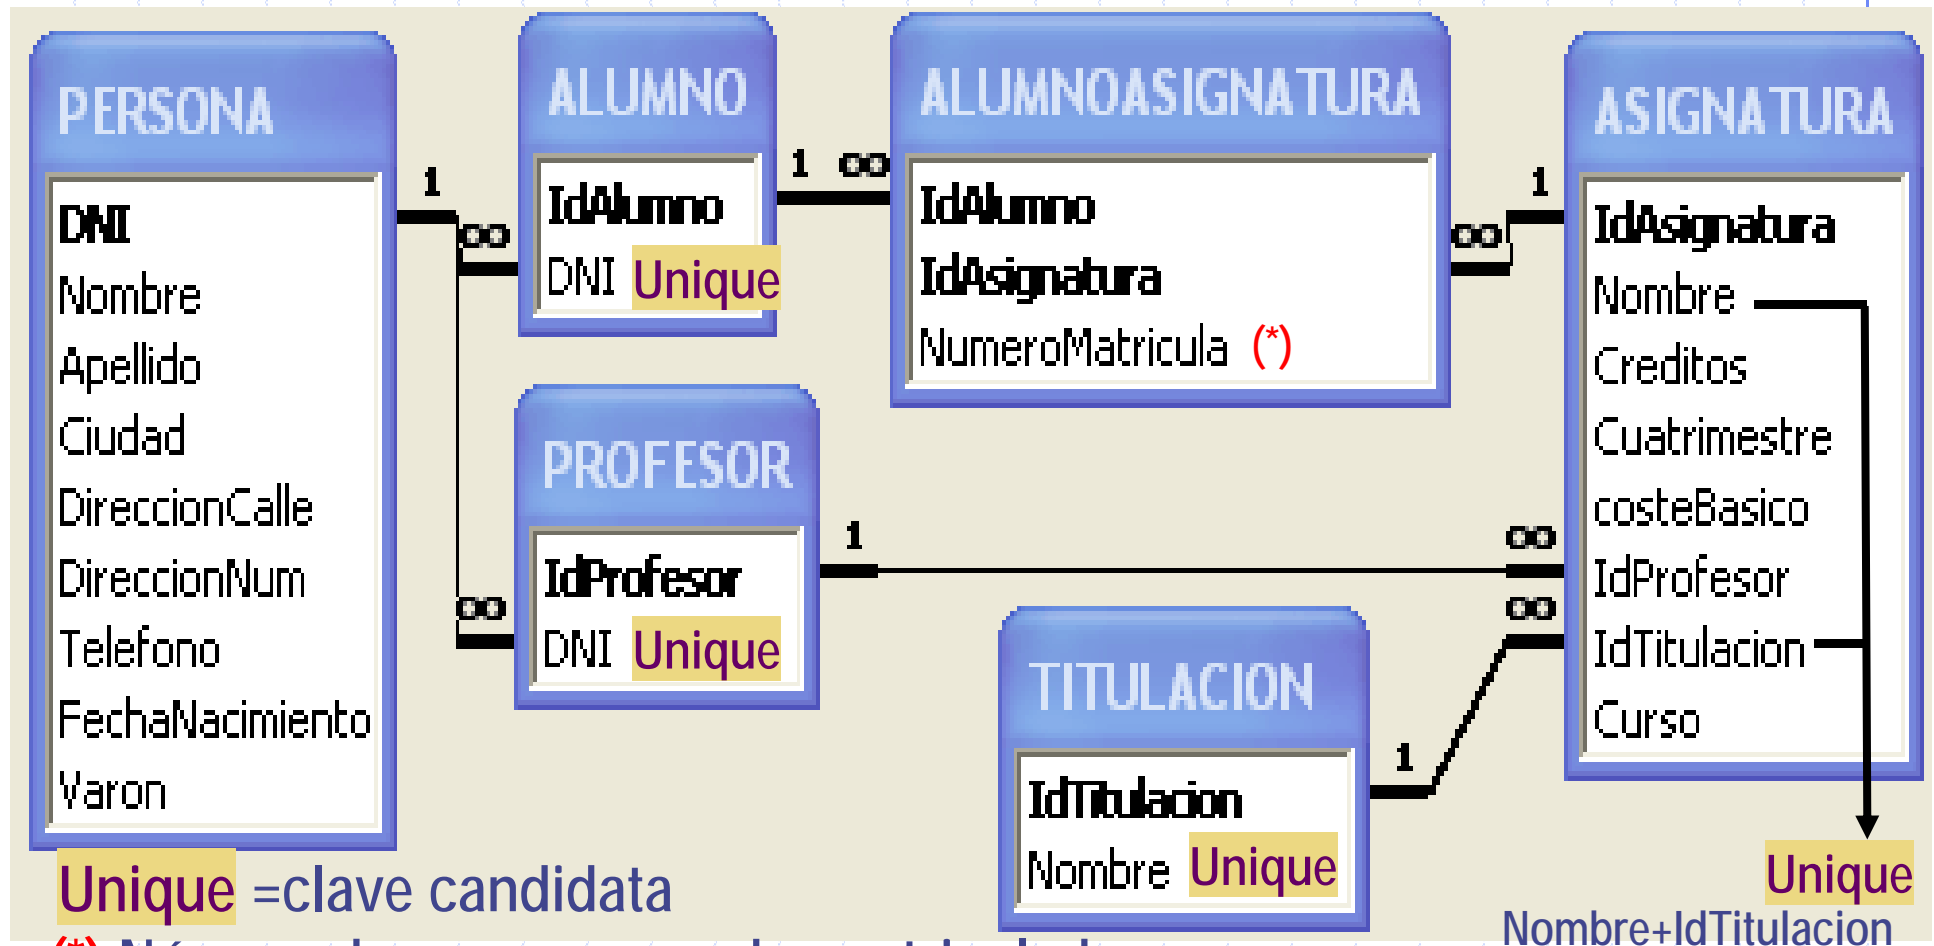 PERSONA
DNI
Nombre
Apellido
Ciudad
DireccionCalle
DireccionNum
Telefono
FechaNacimiento
Varon
1
∞
∞
ALUMNO
IdAlumno
DNI Unique
1 ∞
ALUMNOASIGNATURA
IdAlumno
IdAsignatura
NumeroMatricula (*)
∞
1
ASIGNATURA
IdAsignatura
Nombre
Creditos
Cuatrimestre
costeBasico
IdProfesor
IdTitulacion
Curso
PROFESOR
IdProfesor
DNI Unique
1
∞
∞
TITULACION
IdTitulacion
Nombre Unique
1
Unique
Nombre+IdTitulacion
Unique =clave candidata
(*)